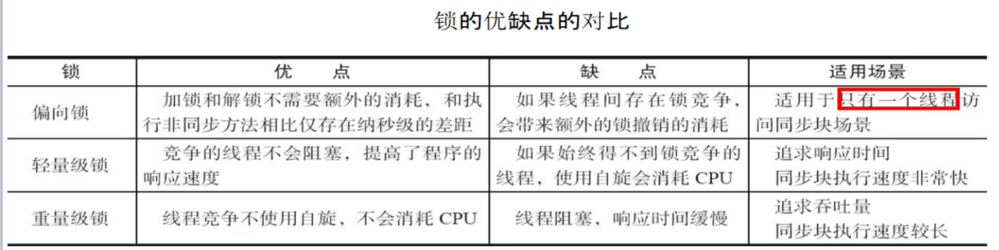 锁的优缺点的对比
锁 优 点 缺 点 适用场景
偏向锁
加锁和解锁不需要额外的消耗，和执
行非同步方法相比仅存在纳秒级的差距
如果线程间存在锁竞争，
会带来额外的锁撤销的消耗
适用于只有一个线程访
问同步块场景
轻量级锁
竞争的线程不会阻塞，提高了程序的
响应速度
如果始终得不到锁竞争的
线程，使用自旋会消耗 CPU
追求响应时间
同步块执行速度非常快
重量级锁
线程竞争不使用自旋，不会消耗 CPU
线程阻塞，响应时间缓慢
追求吞吐量
同步块执行速度较长